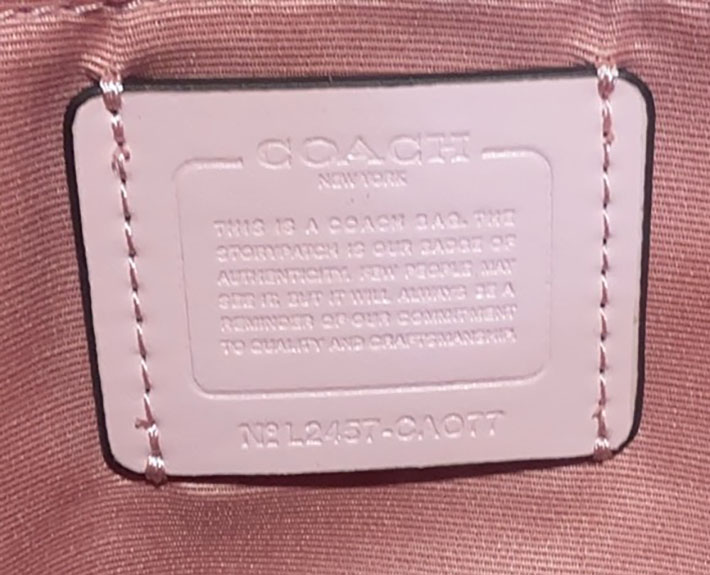 COACH
NEW YORK
THIS IS A COACH BAG. THE
STORYPATCH IS OUR BADGE OF
AUTHENTICITY. FEW PEOPLE MAY
SEE IT. BUT IT WILL ALWAYS BE A
REMINDER OF OUR COMMITMENT
TO QUALITY AND CRAFTSMANSHIP.
Nº L2457-CAO77